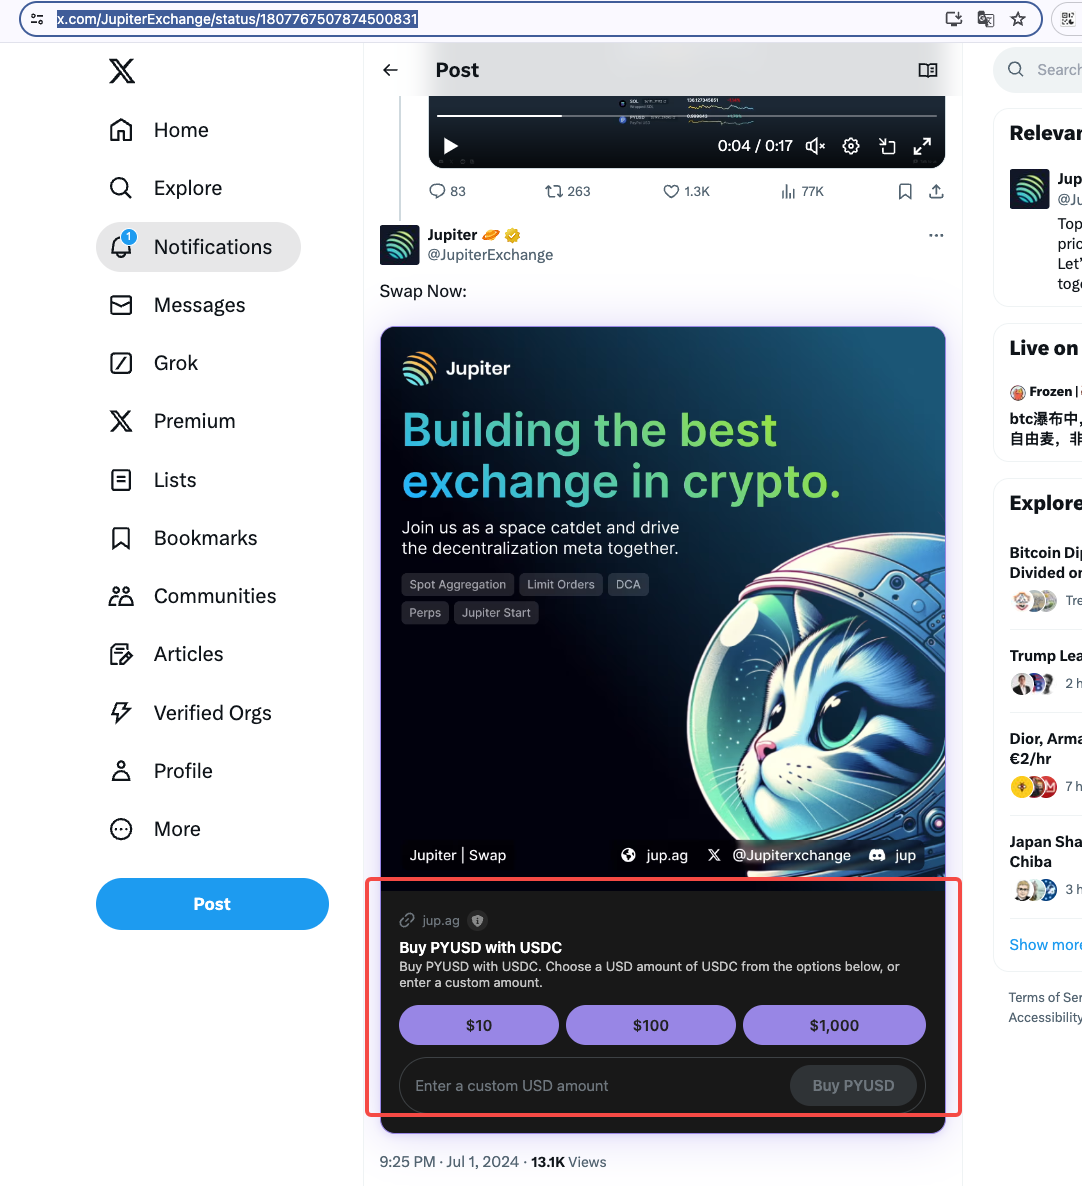 x.com/JupiterExchange/status/1807767507874500831
Post
Search
Home
Explore
1
Notifications
Messages
Grok
Premium
Lists
Bookmarks
Communities
Articles
Verified Orgs
Profile
More
Post
SOL
PYUSD
0:04 / 0:17
83
263
1.3K
77K
Jupiter
@JupiterExchange
Swap Now:
Jupiter
Building the best
exchange in crypto.
Join us as a space catdet and drive
the decentralization meta together.
Spot Aggregation Limit Orders DCA
Perps Jupiter Start
Jupiter | Swap
jup.ag
@Jupiterxchange
jup
jup.ag
Buy PYUSD with USDC
Buy PYUSD with USDC. Choose a USD amount of USDC from the options below, or
enter a custom amount.
$10
$100
$1,000
Enter a custom USD amount
Buy PYUSD
9:25 PM · Jul 1, 2024 · 13.1K Views
Relevan
Jup
@Ju
Top
pric
Let'
toge
Live on
Frozen |
btc瀑布中,
自由麦，非
Explore
Bitcoin Dip
Divided on
Tre
Trump Lea
2 h
Dior, Arma
€2/hr
7 h
Japan Sha
Chiba
3 h
Show more
Terms of Ser
Accessibility